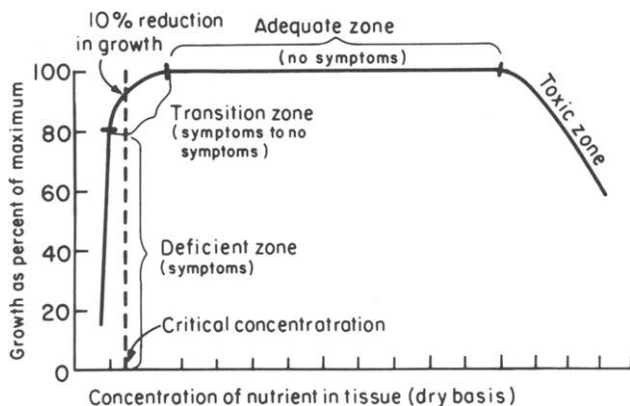 10% reduction
in growth
Adequate zone
(no symptoms)
Toxic zone
Transition zone
(symptoms to no
symptoms)
Deficient zone
(symptoms)
Critical concentratration
Growth as percent of maximum
100
80
60
40
20
0
Concentration of nutrient in tissue (dry basis)